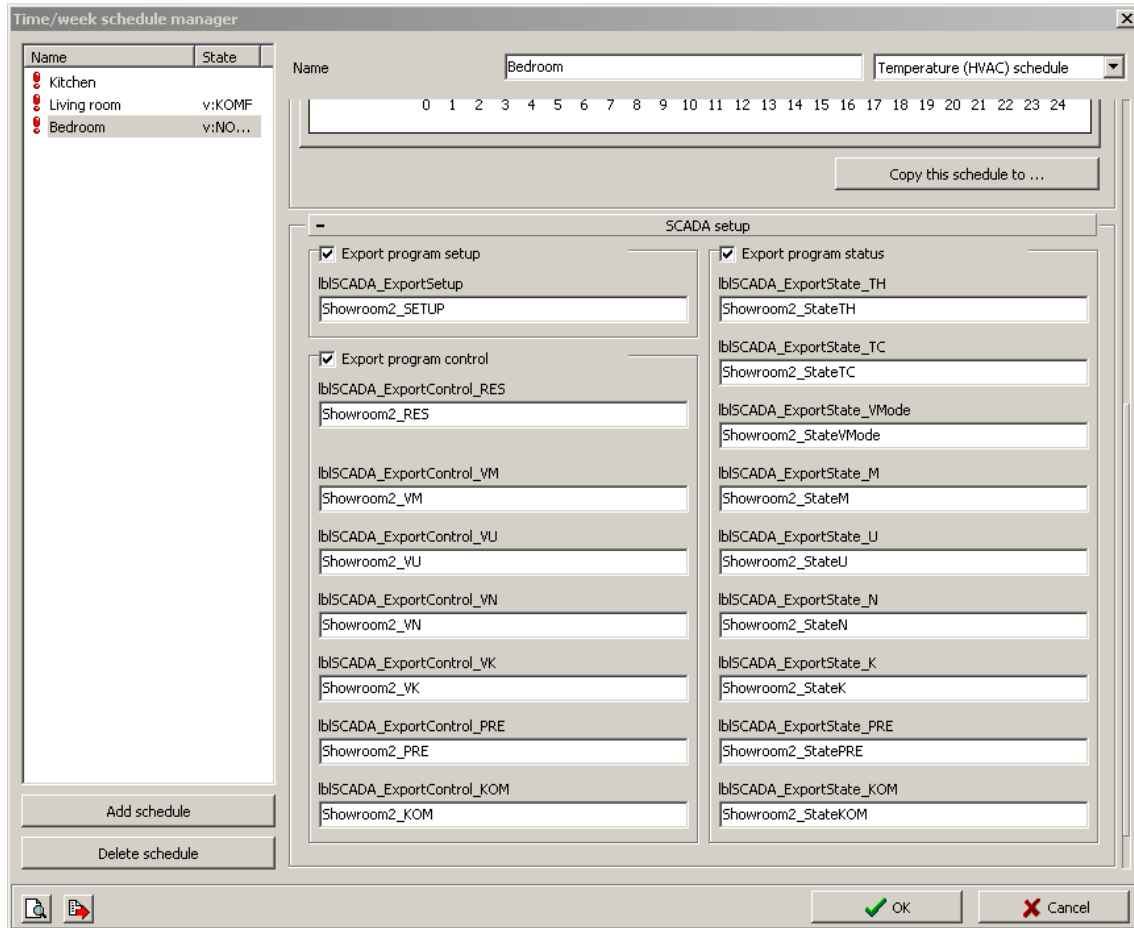 Time/week schedule manager
Name State
Kitchen
Living room v:KOMF
Bedroom v:NO...
Add schedule
Delete schedule
Name Bedroom Temperature (HVAC) schedule
0 1 2 3 4 5 6 7 8 9 10 11 12 13 14 15 16 17 18 19 20 21 22 23 24
Copy this schedule to ...
SCADA setup
Export program setup
lblSCADA_ExportSetup
Showroom2_SETUP
Export program control
lblSCADA_ExportControl_RES
Showroom2_RES
lblSCADA_ExportControl_VM
Showroom2_VM
lblSCADA_ExportControl_VU
Showroom2_VU
lblSCADA_ExportControl_VN
Showroom2_VN
lblSCADA_ExportControl_VK
Showroom2_VK
lblSCADA_ExportControl_PRE
Showroom2_PRE
lblSCADA_ExportControl_KOM
Showroom2_KOM
Export program status
lblSCADA_ExportState_TH
Showroom2_StateTH
lblSCADA_ExportState_TC
Showroom2_StateTC
lblSCADA_ExportState_VMode
Showroom2_StateVMode
lblSCADA_ExportState_M
Showroom2_StateM
lblSCADA_ExportState_U
Showroom2_StateU
lblSCADA_ExportState_N
Showroom2_StateN
lblSCADA_ExportState_K
Showroom2_StateK
lblSCADA_ExportState_PRE
Showroom2_StatePRE
lblSCADA_ExportState_KOM
Showroom2_StateKOM
OK
Cancel